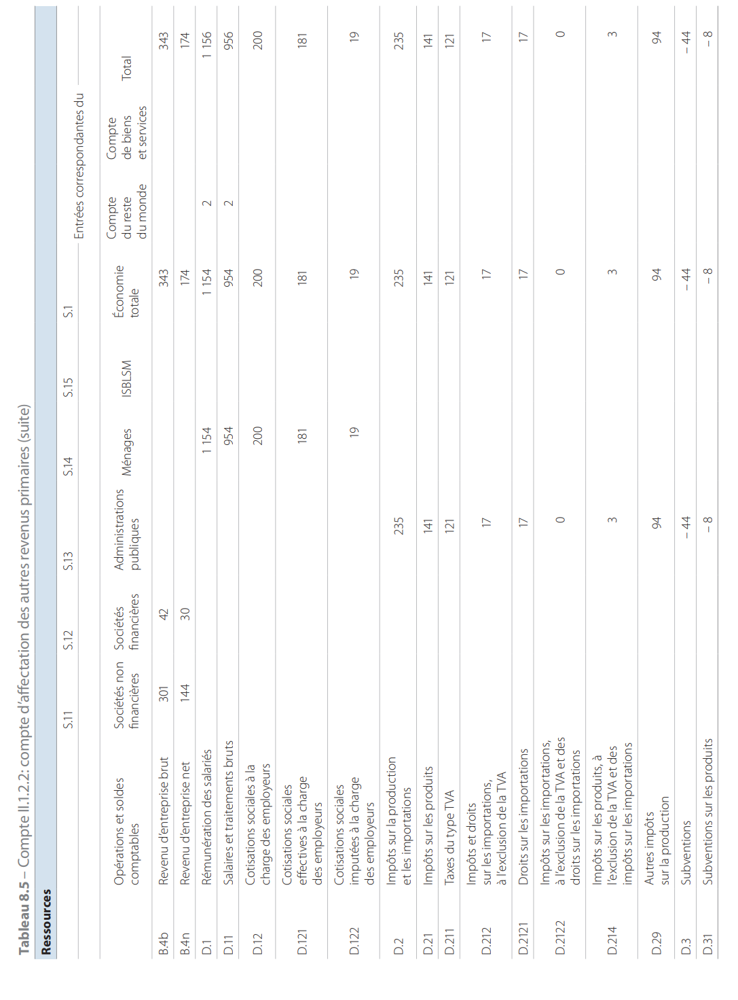 Tableau 8.5 – Compte II.1.2.2: compte d’affectation des autres revenus primaires (suite)
Ressources
S.11 S.12 S.13 S.14 S.15 S.1
Entrées correspondantes du
Opérations et soldes Sociétés non Sociétés Administrations Ménages ISBLSM Économie Compte Compte Total
comptables financières financières publiques totale du reste de biens
du monde et services
B.4b Revenu d’entreprise brut 301 42 343 343
B.4n Revenu d’entreprise net 144 30 174 174
D.1 Rémunération des salariés 1 154 1 154 2 1 156
D.11 Salaires et traitements bruts 954 954 2 956
D.12 Cotisations sociales à la 200 200 200
charge des employeurs
D.121 Cotisations sociales 181 181 181
effectives à la charge
des employeurs
D.122 Cotisations sociales 19 19 19
imputées à la charge
des employeurs
D.2 Impôts sur la production 235 235 235
et les importations
D.21 Impôts sur les produits 141 141 141
D.211 Taxes du type TVA 121 121 121
D.212 Impôts et droits 17 17 17
sur les importations,
à l’exclusion de la TVA
D.2121 Droits sur les importations 17 17 17
D.2122 Impôts sur les importations, 0 0 0
à l’exclusion de la TVA et des
droits sur les importations
D.214 Impôts sur les produits, à 3 3 3
l’exclusion de la TVA et des
impôts sur les importations
D.29 Autres impôts 94 94 94
sur la production
D.3 Subventions – 44 – 44 – 44
D.31 Subventions sur les produits – 8 – 8 – 8